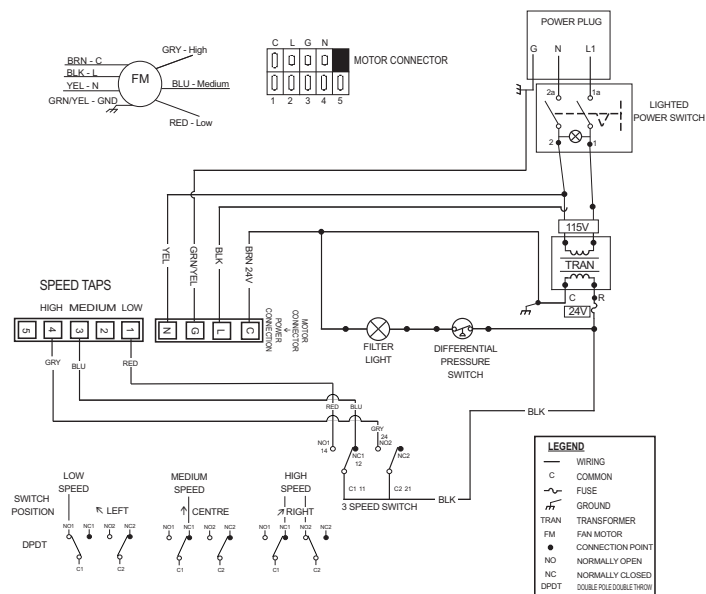 POWER PLUG
G N L1
2a 1a
LIGHTED
POWER SWITCH
2 1
GRY - High
BRN - C
BLK - L
YEL - N
GRN/YEL - GND
FM
BLU - Medium
RED - Low
C L G N
MOTOR CONNECTOR
1 2 3 4 5
YEL
GRN/YEL
BLK
BRN 24V
115V
TRAN
C R
24V
SPEED TAPS
HIGH MEDIUM LOW
5 4 3 2 1
N G L C
MOTOR
CONNECTOR
POWER
CONNECTION
GRY
BLU
RED
FILTER
LIGHT
DIFFERENTIAL
PRESSURE
SWITCH
BLK
RED BLU
GRY
24
NO1
14
NC1
12
NO2
NC2
C1 11
C2 21
BLK
3 SPEED SWITCH
LOW
SPEED
MEDIUM
SPEED
HIGH
SPEED
SWITCH
POSITION
LEFT
CENTRE
RIGHT
DPDT
NO1 NC1 NO2 NC2
C1 C2
NO1 NC1 NO2 NC2
C1 C2
NO1 NC1 NO2 NC2
C1 C2
LEGEND
WIRING
C COMMON
FUSE
GROUND
TRAN TRANSFORMER
FM FAN MOTOR
CONNECTION POINT
NO NORMALLY OPEN
NC NORMALLY CLOSED
DPDT DOUBLE POLE DOUBLE THROW